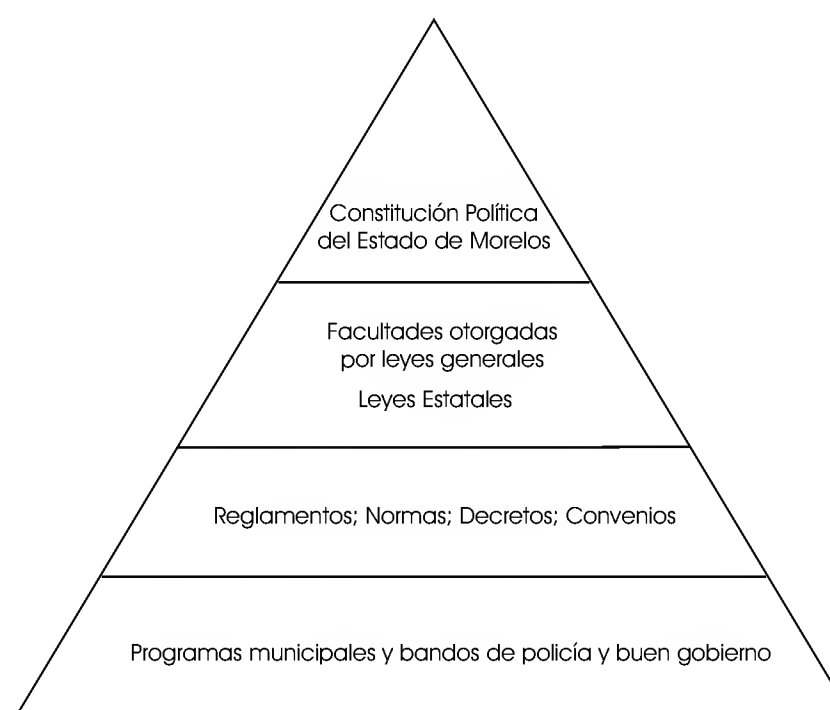 Constitución Política
del Estado de Morelos
Facultades otorgadas
por leyes generales
Leyes Estatales
Reglamentos; Normas; Decretos; Convenios
Programas municipales y bandos de policía y buen gobierno